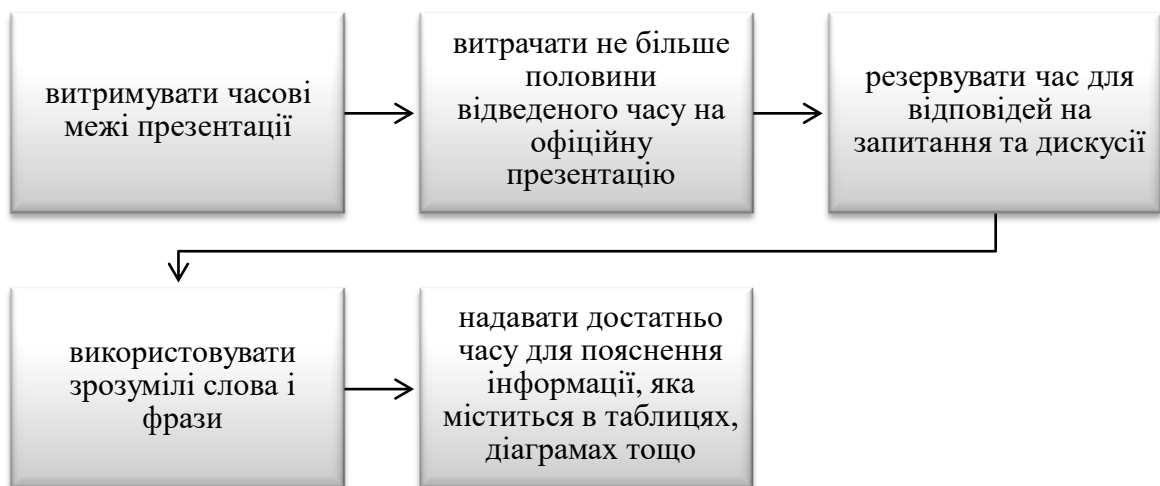 витримувати часові
межі презентації
витрачати не більше
половини
відведеного часу на
офіційну
презентацію
резервувати час для
відповідей на
запитання та дискусії
використовувати
зрозумілі слова і
фрази
надавати достатньо
часу для пояснення
інформації, яка
міститься в таблицях,
діаграмах тощо